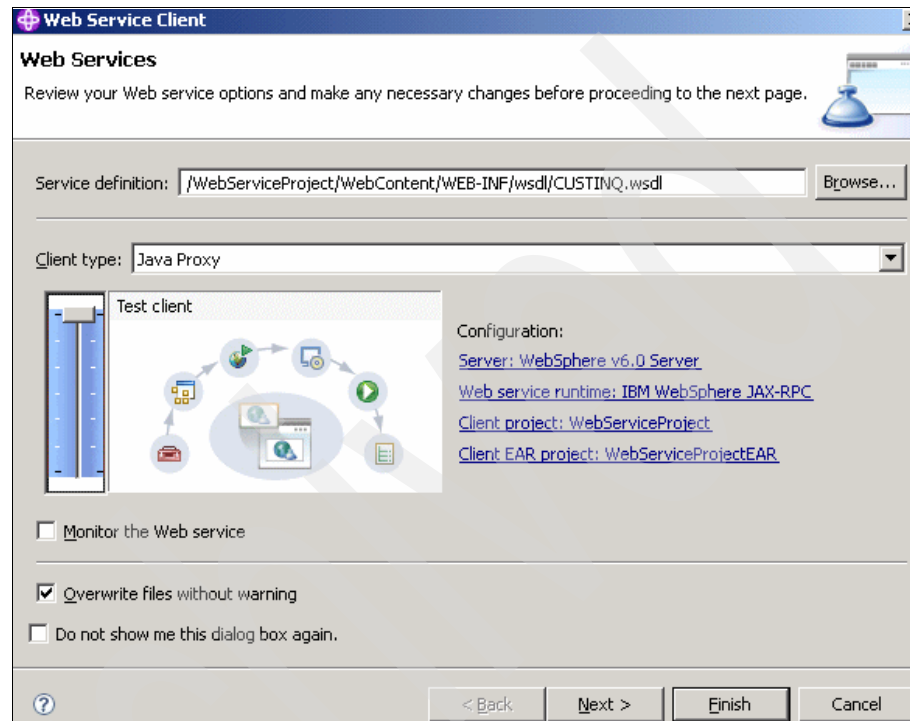 Web Service Client
Web Services
Review your Web service options and make any necessary changes before proceeding to the next page.
Service definition: /WebServiceProject/WebContent/WEB-INF/wsdl/CUSTINQ.wsdl Browse...
Client type: Java Proxy
Test client
Configuration:
Server: WebSphere v6.0 Server
Web service runtime: IBM WebSphere JAX-RPC
Client project: WebServiceProject
Client EAR project: WebServiceProjectEAR
Monitor the Web service
Overwrite files without warning
Do not show me this dialog box again.
? < Back Next > Finish Cancel